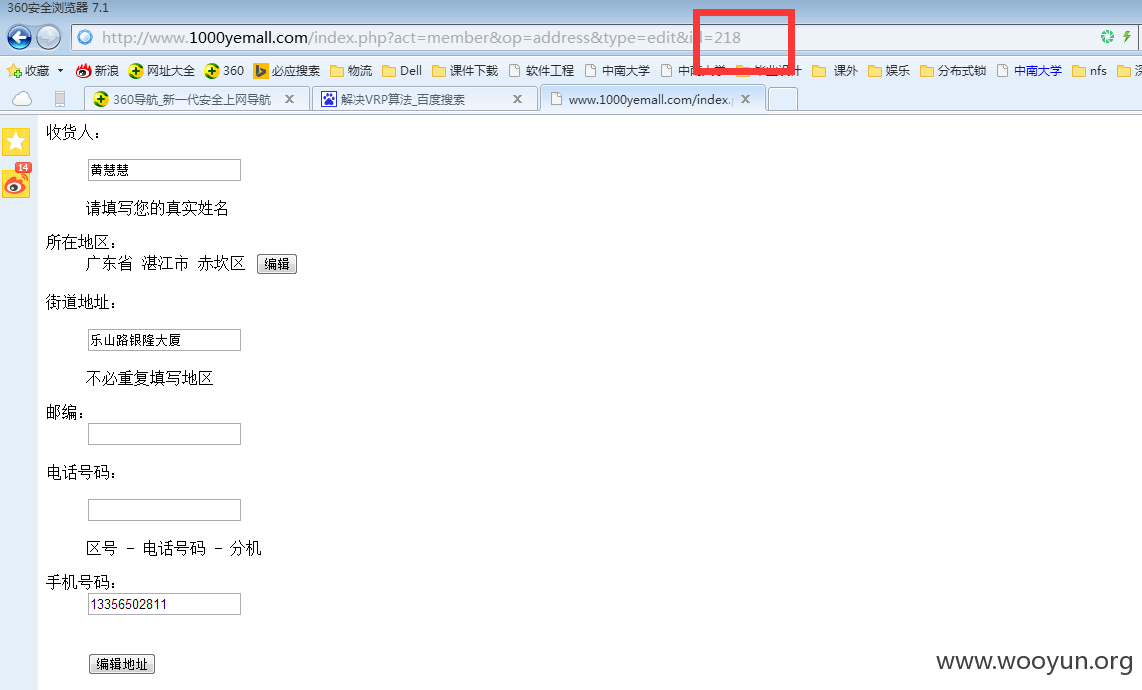 360安全浏览器 7.1
http://www.1000yemall.com/index.php?act=member&op=address&type=edit&id=218
收藏 新浪 网址大全 360 必应搜索 物流 Dell 课件下载 软件工程 中南大学 中南大学 毕业设计 课外 娱乐 分布式锁 中南大学 nfs
360导航_新一代安全上网导航 解决VRP算法_百度搜索 www.1000yemall.com/index.
14
收货人:
黄慧慧
请填写您的真实姓名
所在地区:
广东省 湛江市 赤坎区 编辑
街道地址:
乐山路银隆大厦
不必重复填写地区
邮编:
电话号码:
区号 - 电话号码 - 分机
手机号码:
13356502811
编辑地址
www.wooyun.org